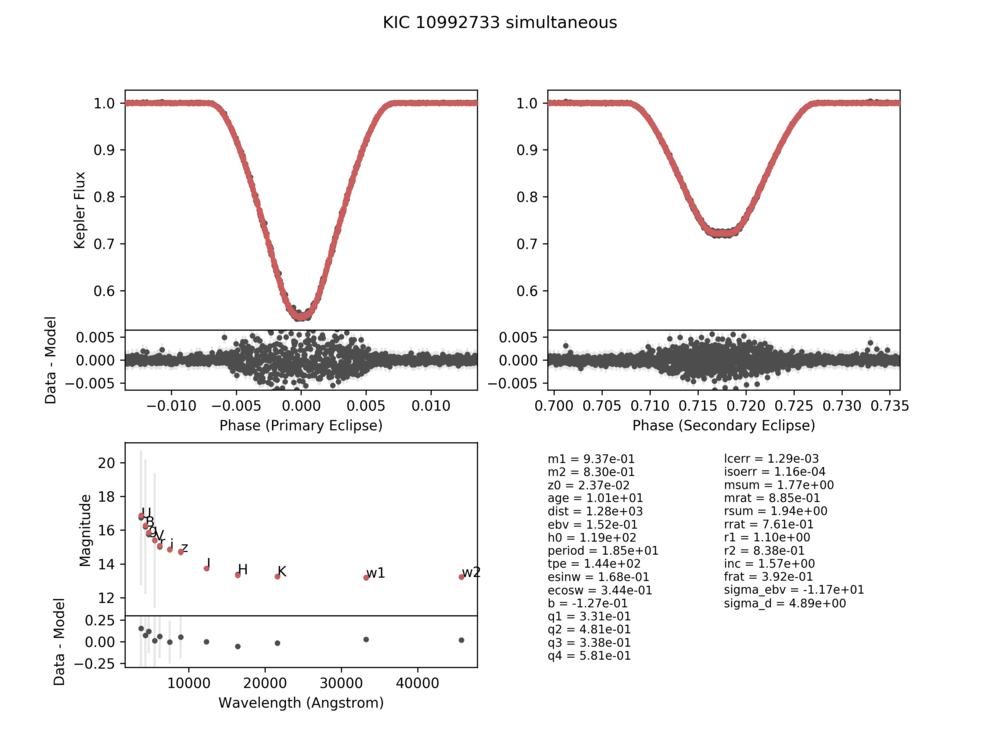 KIC 10992733 simultaneous
1.0
0.9
0.8
0.7
0.6
Kepler Flux
0.005
0.000
−0.005
Data - Model
−0.010 −0.005 0.000 0.005 0.010
Phase (Primary Eclipse)
1.0
0.9
0.8
0.7
0.6
0.005
0.000
−0.005
0.700 0.705 0.710 0.715 0.720 0.725 0.730 0.735
Phase (Secondary Eclipse)
20
18
16
14
12
Magnitude
U
B
g
V
r
i
z
J
H
K
w1
w2
0.25
0.00
−0.25
Data - Model
10000 20000 30000 40000
Wavelength (Angstrom)
m1 = 9.37e-01
m2 = 8.30e-01
z0 = 2.37e-02
age = 1.01e+01
dist = 1.28e+03
ebv = 1.52e-01
h0 = 1.19e+02
period = 1.85e+01
tpe = 1.44e+02
esinw = 1.68e-01
ecosw = 3.44e-01
b = -1.27e-01
q1 = 3.31e-01
q2 = 4.81e-01
q3 = 3.38e-01
q4 = 5.81e-01
lcerr = 1.29e-03
isoerr = 1.16e-04
msum = 1.77e+00
mrat = 8.85e-01
rsum = 1.94e+00
rrat = 7.61e-01
r1 = 1.10e+00
r2 = 8.38e-01
inc = 1.57e+00
frat = 3.92e-01
sigma_ebv = -1.17e+01
sigma_d = 4.89e+00